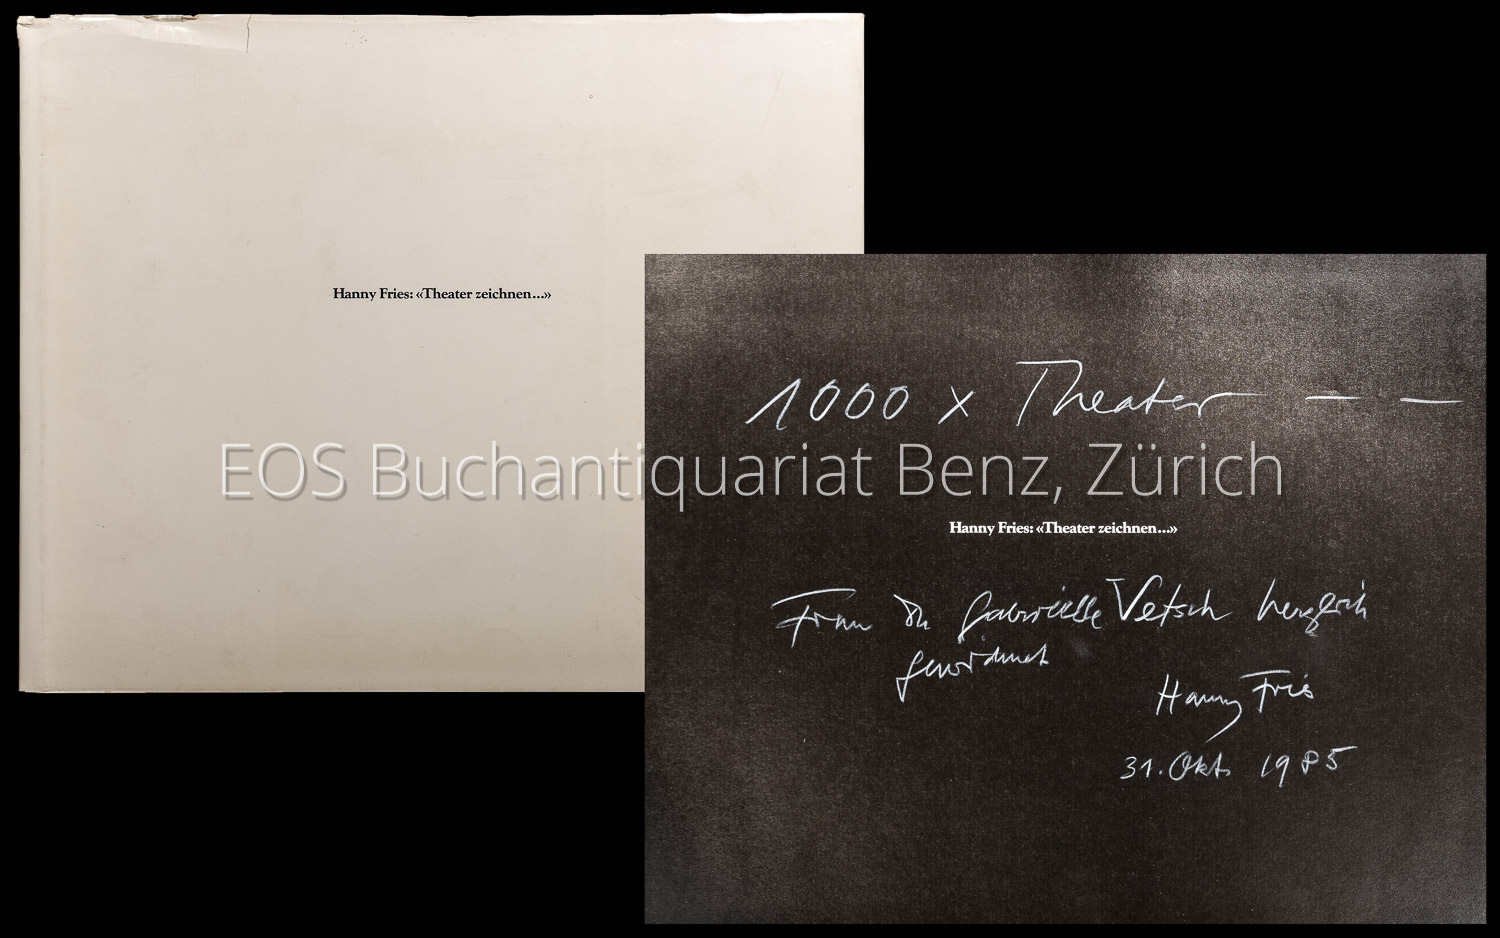 Hanny Fries: «Theater zeichnen...»
EOS Buchantiquariat Benz, Zürich
1000 x Theater — —
Hanny Fries: «Theater zeichnen...»
Frau Dr. Gabrielle Vetsch herzlich
gewidmet
Hanny Fries
31. Okt. 1985